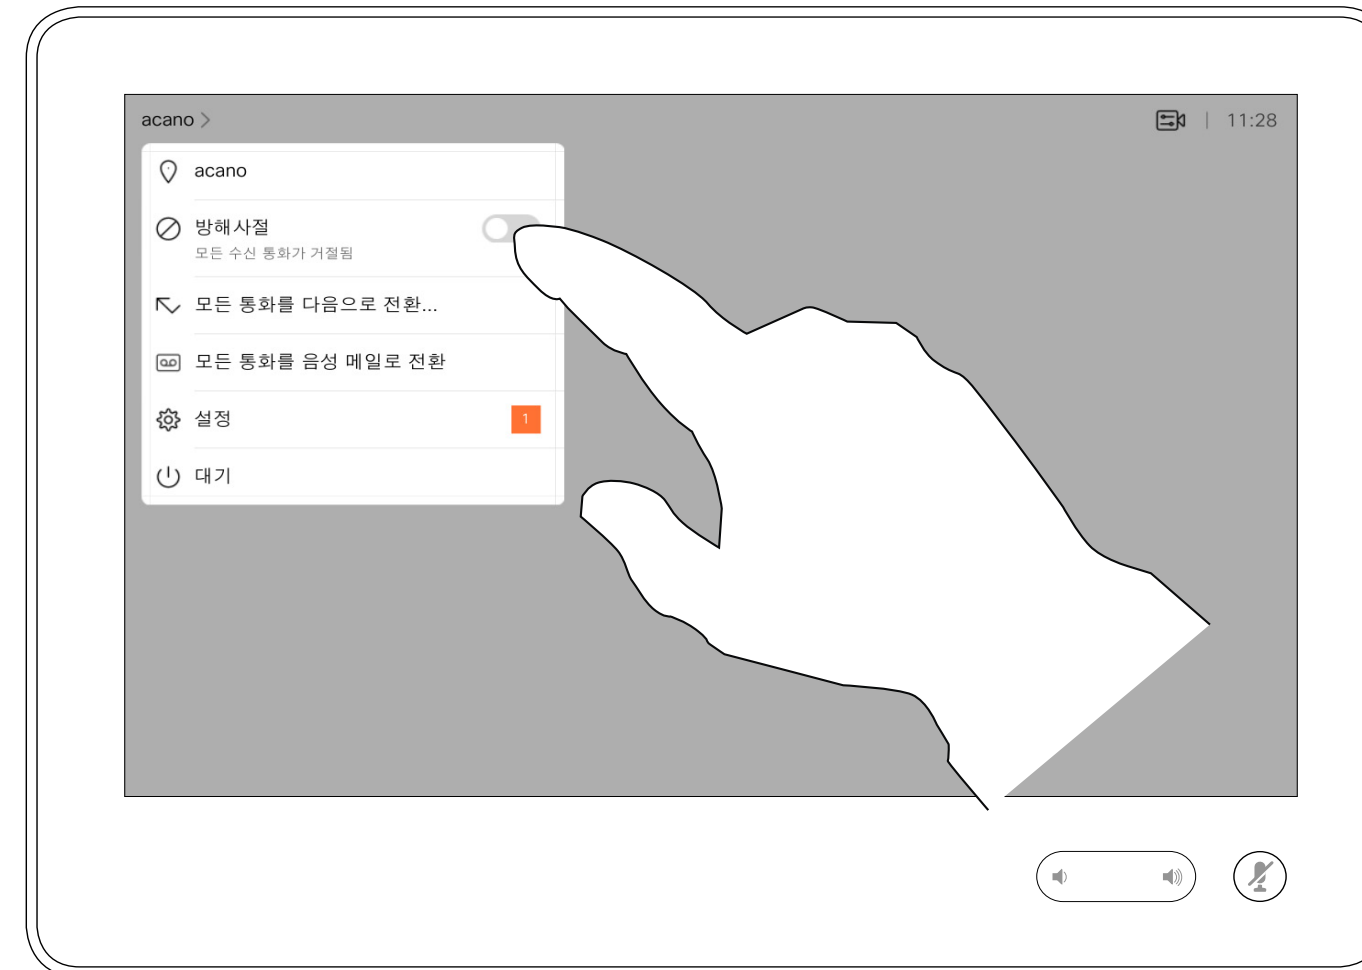 acano >
11:28
acano
방해사절
모든 수신 통화가 거절됨
모든 통화를 다음으로 전환...
모든 통화를 음성 메일로 전환
설정 1
대기